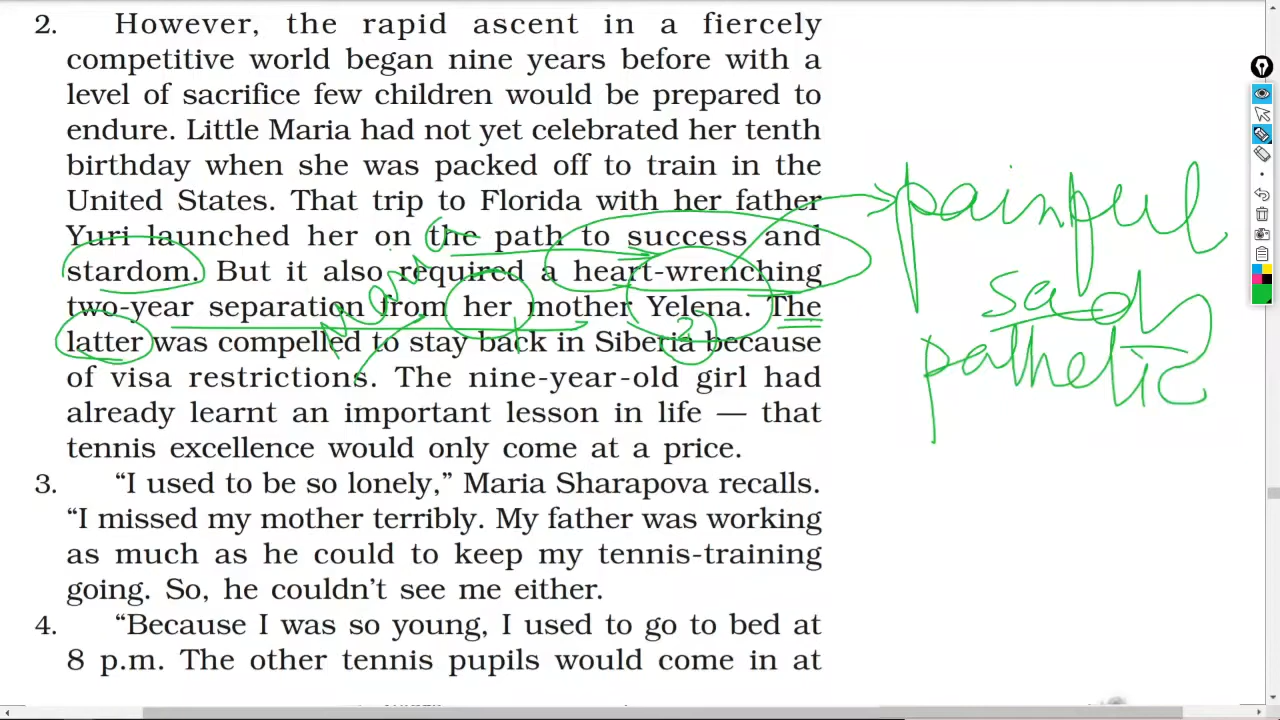 2. However, the rapid ascent in a fiercely
competitive world began nine years before with a
level of sacrifice few children would be prepared to
endure. Little Maria had not yet celebrated her tenth
birthday when she was packed off to train in the
United States. That trip to Florida with her father
Yuri launched her on the path to success and
stardom. But it also required a heart-wrenching
two-year separation from her mother Yelena. The
latter was compelled to stay back in Siberia because
of visa restrictions. The nine-year-old girl had
already learnt an important lesson in life — that
tennis excellence would only come at a price.
3. “I used to be so lonely,” Maria Sharapova recalls.
“I missed my mother terribly. My father was working
as much as he could to keep my tennis-training
going. So, he couldn’t see me either.
4. “Because I was so young, I used to go to bed at
8 p.m. The other tennis pupils would come in at
painful
sad
pathetic
Maria
2